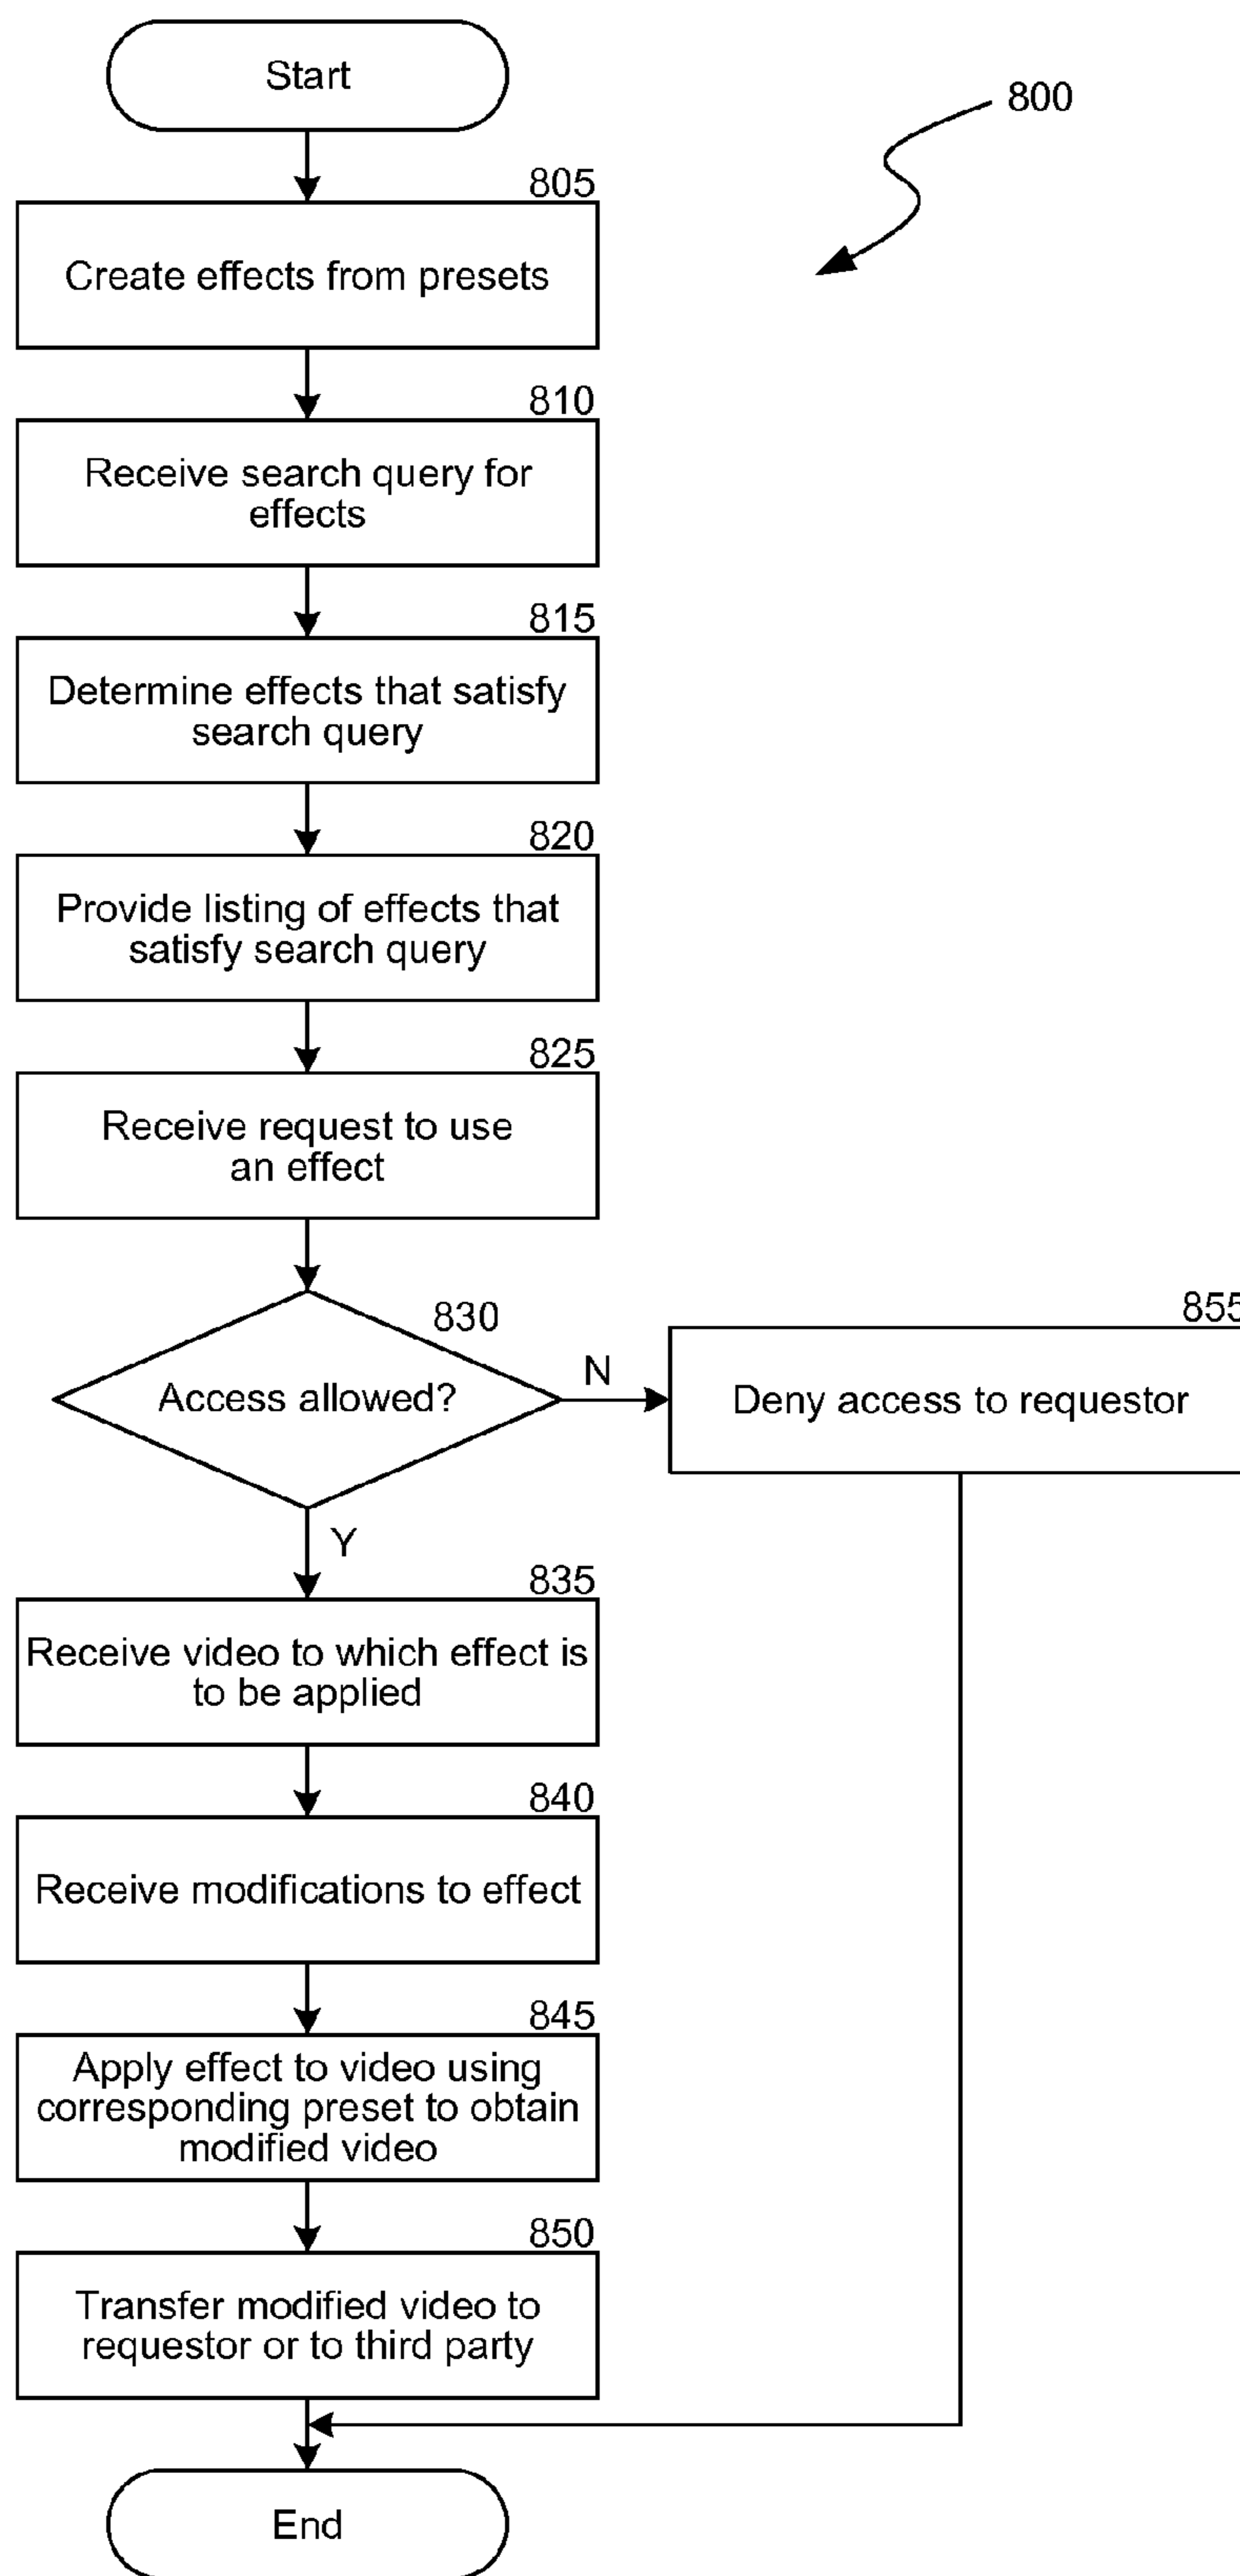 Start
800
805
Create effects from presets
810
Receive search query for
effects
815
Determine effects that satisfy
search query
820
Provide listing of effects that
satisfy search query
825
Receive request to use
an effect
830
Access allowed?
N
855
Deny access to requestor
Y
835
Receive video to which effect is
to be applied
840
Receive modifications to effect
845
Apply effect to video using
corresponding preset to obtain
modified video
850
Transfer modified video to
requestor or to third party
End